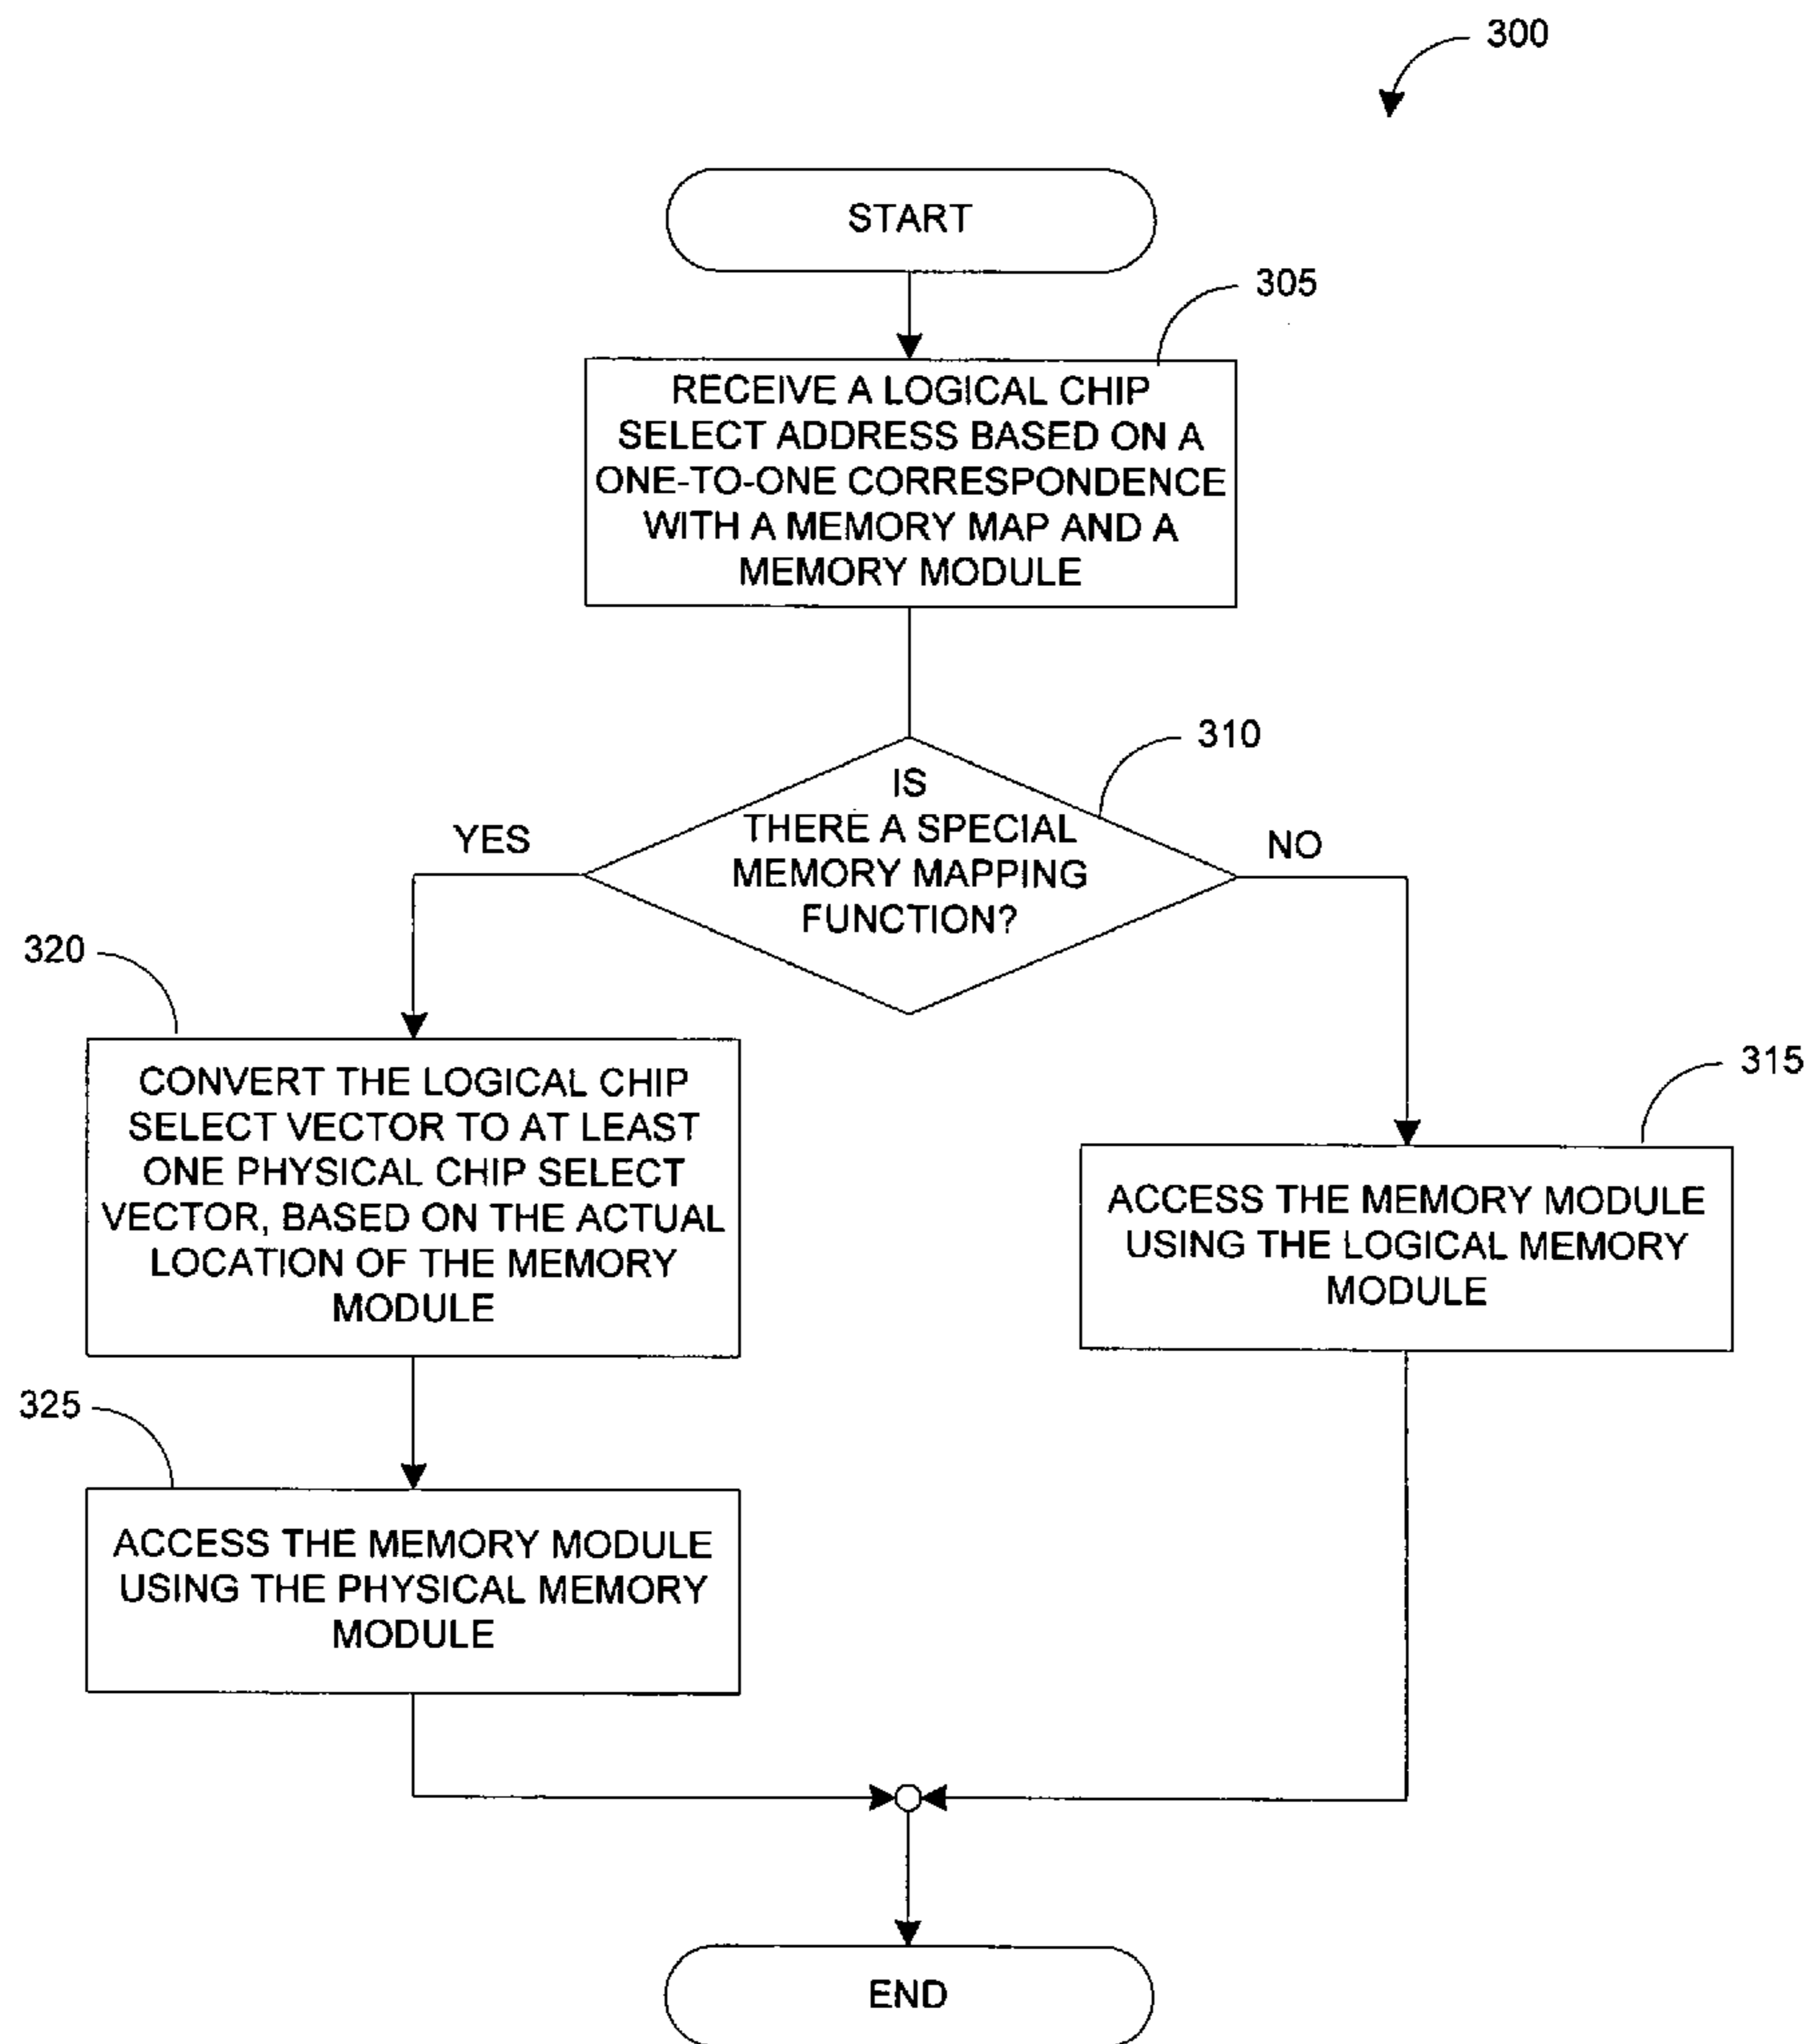 300
START
305
RECEIVE A LOGICAL CHIP
SELECT ADDRESS BASED ON A
ONE-TO-ONE CORRESPONDENCE
WITH A MEMORY MAP AND A
MEMORY MODULE
310
IS
THERE A SPECIAL
MEMORY MAPPING
FUNCTION?
YES
NO
320
CONVERT THE LOGICAL CHIP
SELECT VECTOR TO AT LEAST
ONE PHYSICAL CHIP SELECT
VECTOR, BASED ON THE ACTUAL
LOCATION OF THE MEMORY
MODULE
315
ACCESS THE MEMORY MODULE
USING THE LOGICAL MEMORY
MODULE
325
ACCESS THE MEMORY MODULE
USING THE PHYSICAL MEMORY
MODULE
END